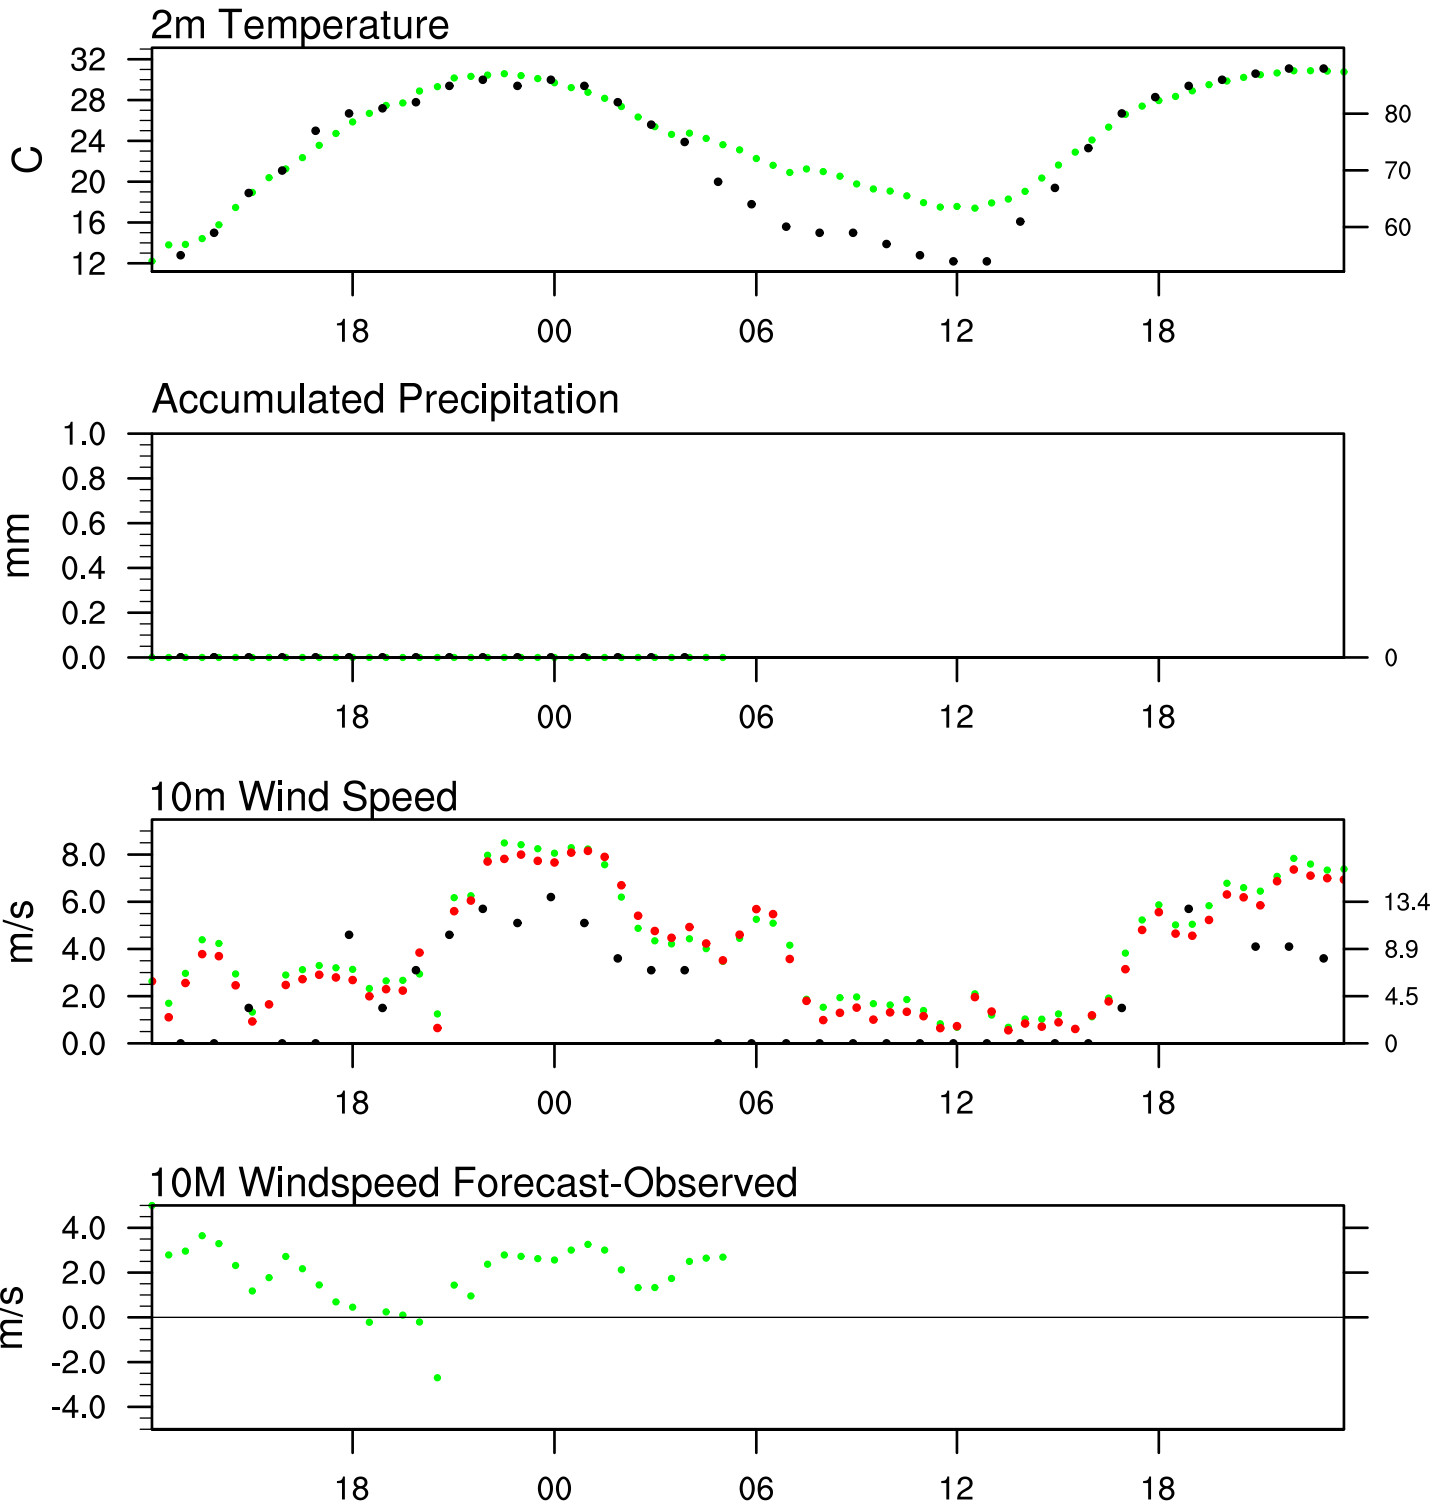 2m Temperature
32
28
24
20
16
12
C
80
70
60
18 00 06 12 18
Accumulated Precipitation
1.0
0.8
0.6
0.4
0.2
0.0
mm
0
18 00 06 12 18
10m Wind Speed
8.0
6.0
4.0
2.0
0.0
m/s
13.4
8.9
4.5
0
18 00 06 12 18
10M Windspeed Forecast-Observed
4.0
2.0
0.0
-2.0
-4.0
m/s
18 00 06 12 18